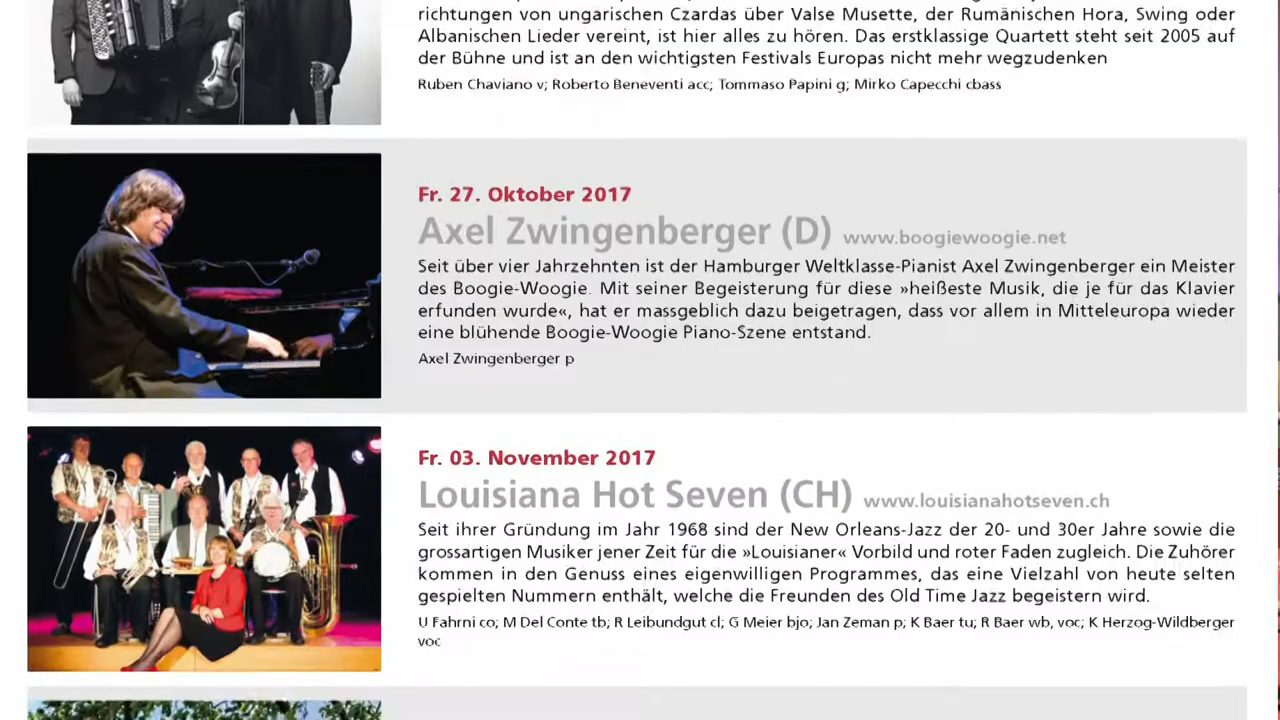 richtungen von ungarischen Czardas über Valse Musette, der Rumänischen Hora, Swing oder
Albanischen Lieder vereint, ist hier alles zu hören. Das erstklassige Quartett steht seit 2005 auf
der Bühne und ist an den wichtigsten Festivals Europas nicht mehr wegzudenken
Ruben Chaviano v; Roberto Beneventi acc; Tommaso Papini g; Mirko Capecchi cbass
Fr. 27. Oktober 2017
Axel Zwingenberger (D) www.boogiewoogie.net
Seit über vier Jahrzehnten ist der Hamburger Weltklasse-Pianist Axel Zwingenberger ein Meister
des Boogie-Woogie. Mit seiner Begeisterung für diese »heißeste Musik, die je für das Klavier
erfunden wurde«, hat er massgeblich dazu beigetragen, dass vor allem in Mitteleuropa wieder
eine blühende Boogie-Woogie Piano-Szene entstand.
Axel Zwingenberger p
Fr. 03. November 2017
Louisiana Hot Seven (CH) www.louisianahotseven.ch
Seit ihrer Gründung im Jahr 1968 sind der New Orleans-Jazz der 20- und 30er Jahre sowie die
grossartigen Musiker jener Zeit für die »Louisianer« Vorbild und roter Faden zugleich. Die Zuhörer
kommen in den Genuss eines eigenwilligen Programmes, das eine Vielzahl von heute selten
gespielten Nummern enthält, welche die Freunden des Old Time Jazz begeistern wird.
U Fahrni co; M Del Conte tb; R Leibundgut cl; G Meier bjo; Jan Zeman p; K Baer tu; R Baer wb, voc; K Herzog-Wildberger
voc